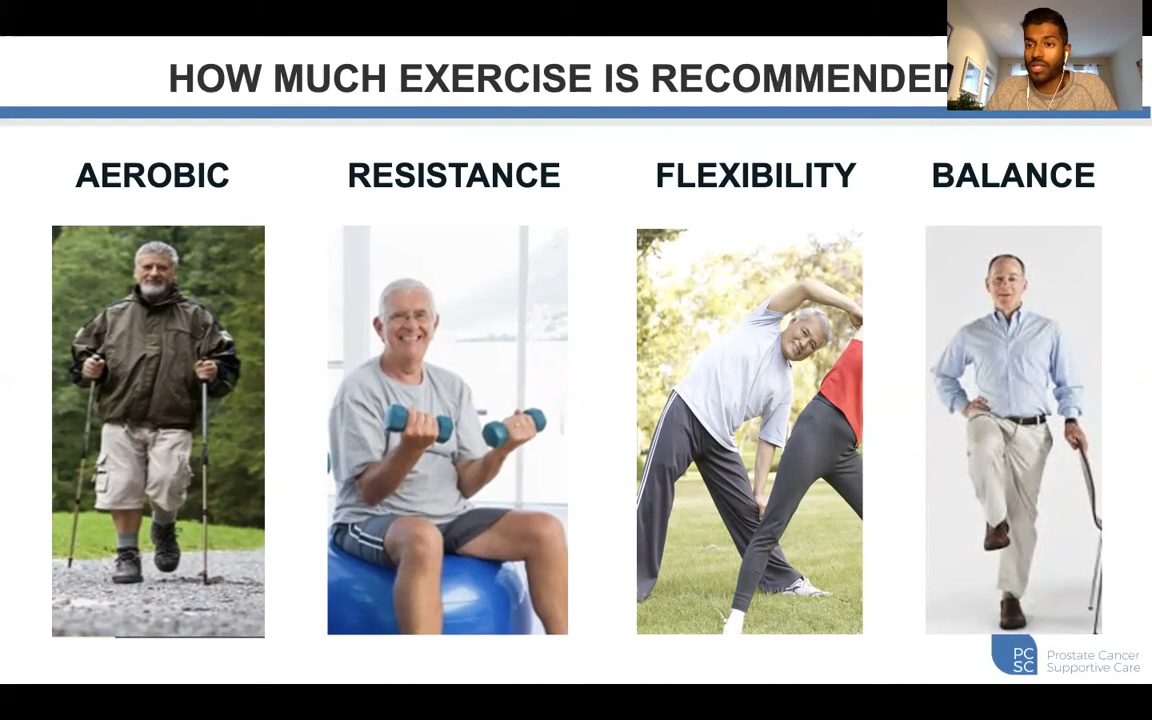 HOW MUCH EXERCISE IS RECOMMENDED
AEROBIC
RESISTANCE
FLEXIBILITY
BALANCE
PC
SC
Prostate Cancer
Supportive Care